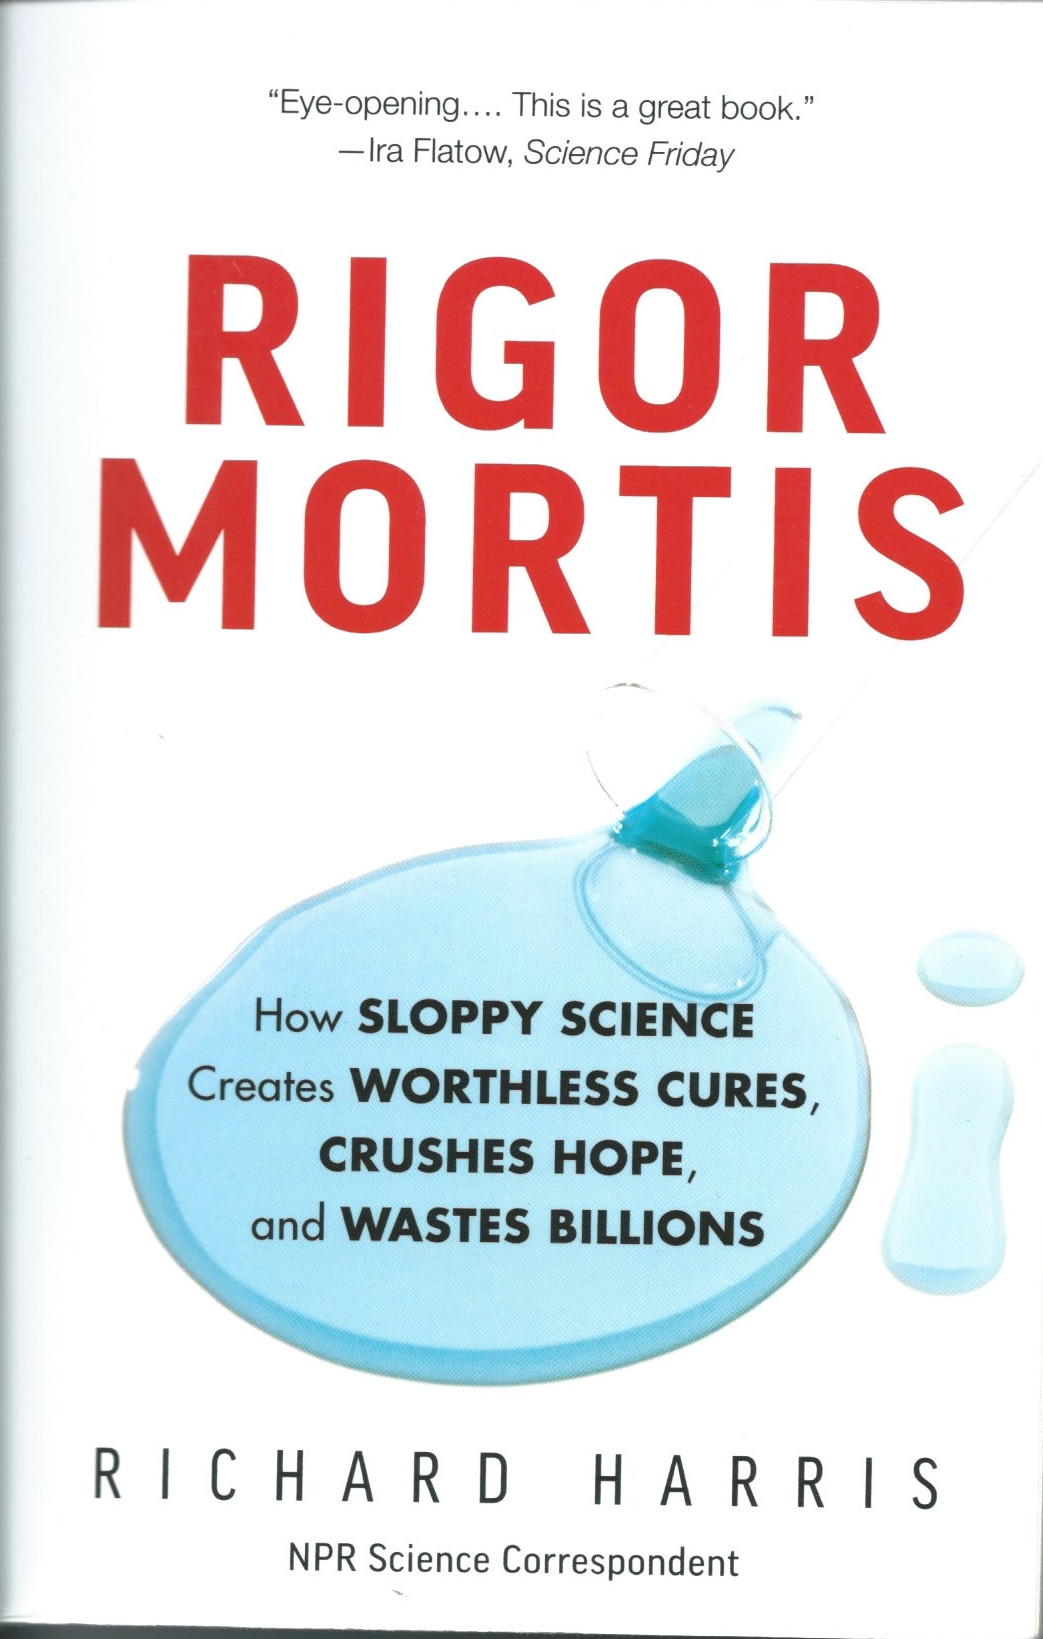 “Eye-opening.... This is a great book.”
—Ira Flatow, Science Friday
RIGOR
MORTIS
How SLOPPY SCIENCE
Creates WORTHLESS CURES,
CRUSHES HOPE,
and WASTES BILLIONS
RICHARD HARRIS
NPR Science Correspondent